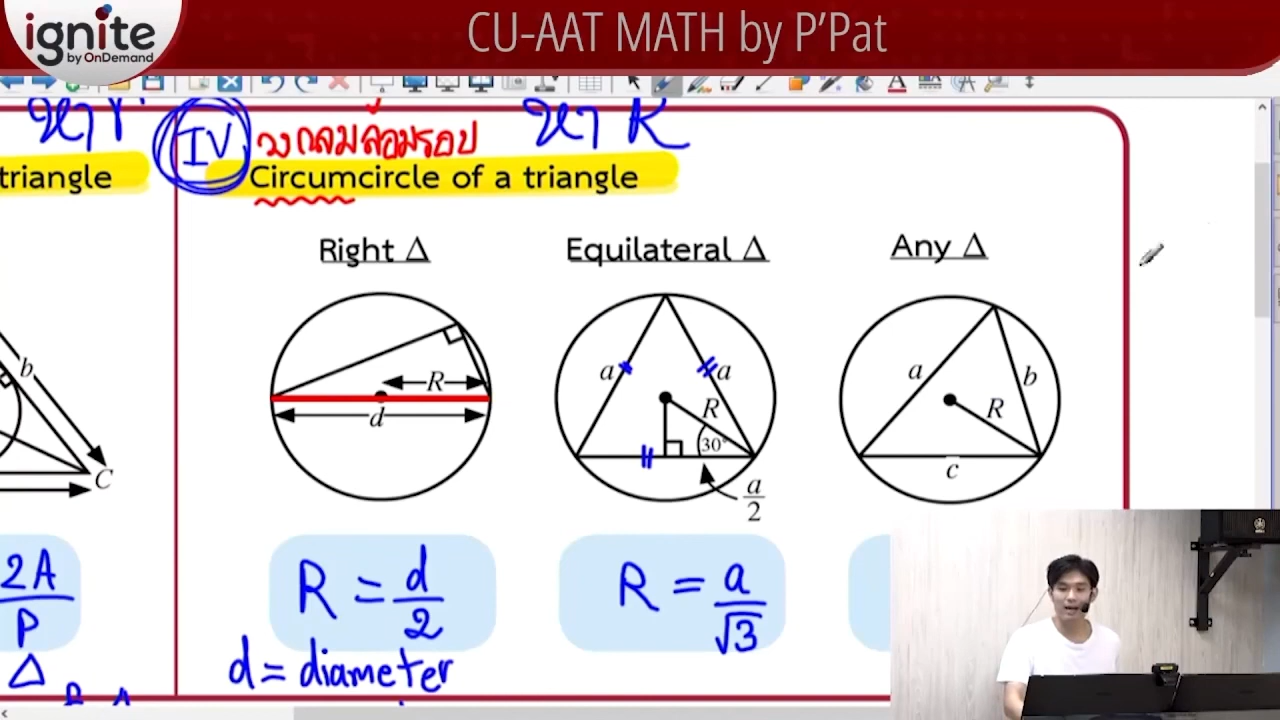 ignite
by OnDemand
CU-AAT MATH by P'Pat
หา r
IV วงกลมล้อมรอบ หา R
triangle
Circumcircle of a triangle
Right Δ
Equilateral Δ
Any Δ
b
C
R
d
a
a
R
30°
a
2
a
b
R
c
2A
P
Δ
R = d/2
d = diameter
R = a/√3